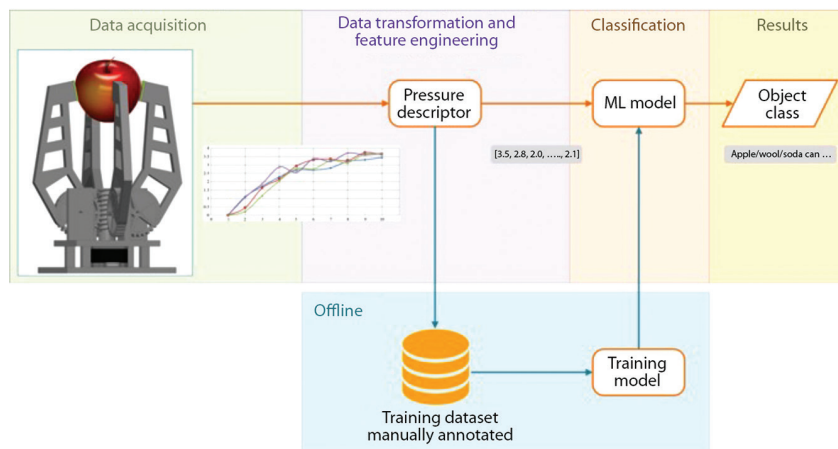 Data acquisition
Data transformation and
feature engineering
Classification
Results
Pressure
descriptor
ML model
Object
class
[3.5, 2.8, 2.0, ....., 2.1]
Apple/wool/soda can ...
Offline
Training dataset
manually annotated
Training
model